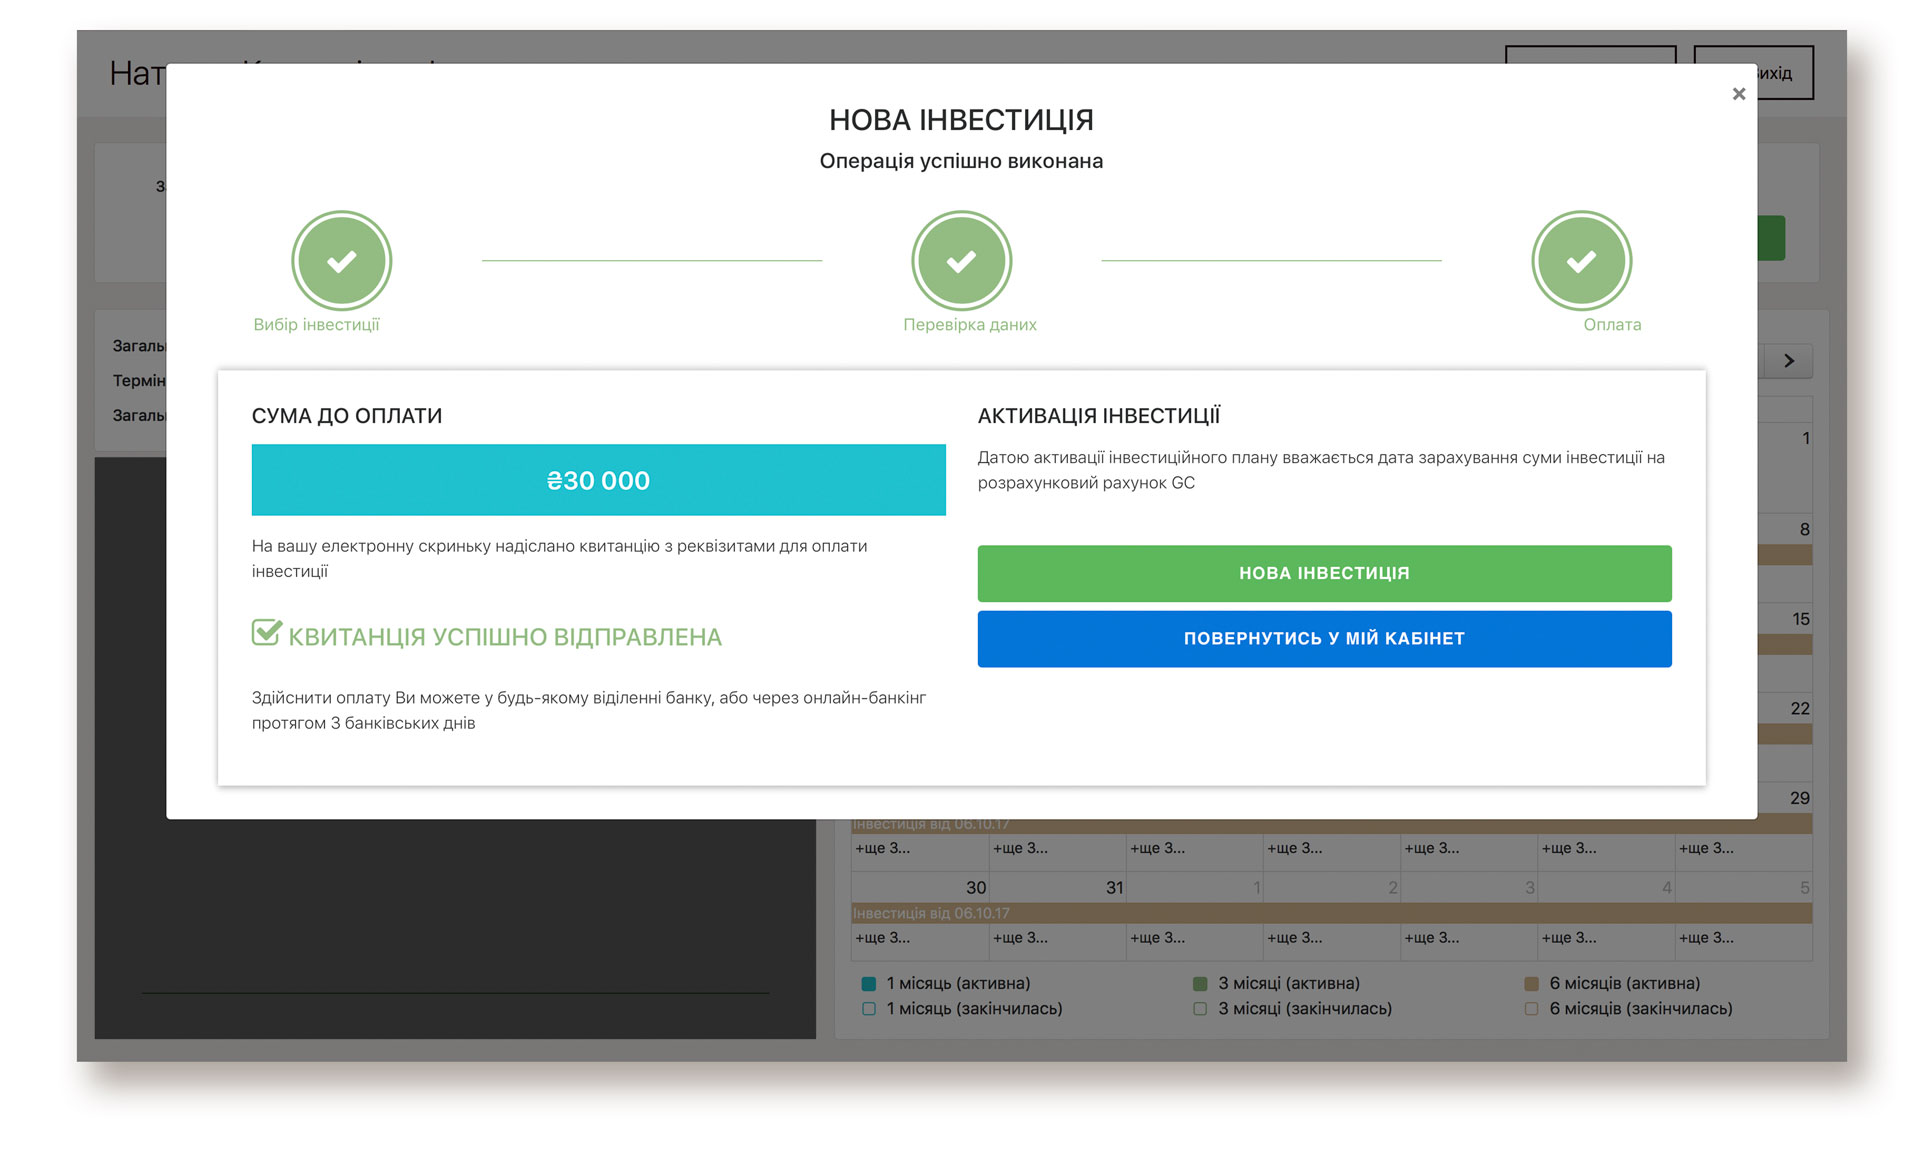 Вихід
НОВА ІНВЕСТИЦІЯ
Операція успішно виконана
Вибір інвестиції
Перевірка даних
Оплата
СУМА ДО ОПЛАТИ
₴30 000
На вашу електронну скриньку надіслано квитанцію з реквізитами для оплати
інвестиції
КВИТАНЦІЯ УСПІШНО ВІДПРАВЛЕНА
Здійснити оплату Ви можете у будь-якому віділенні банку, або через онлайн-банкінг
протягом 3 банківських днів
АКТИВАЦІЯ ІНВЕСТИЦІЇ
Датою активації інвестиційного плану вважається дата зарахування суми інвестиції на
розрахунковий рахунок GC
НОВА ІНВЕСТИЦІЯ
ПОВЕРНУТИСЬ У МІЙ КАБІНЕТ
1
8
15
22
29
Інвестиція від 06.10.17
+ще 3... +ще 3... +ще 3... +ще 3... +ще 3... +ще 3... +ще 3...
30 31 1 2 3 4 5
Інвестиція від 06.10.17
+ще 3... +ще 3... +ще 3... +ще 3... +ще 3... +ще 3... +ще 3...
1 місяць (активна) 3 місяці (активна) 6 місяців (активна)
1 місяць (закінчилась) 3 місяці (закінчилась) 6 місяців (закінчилась)